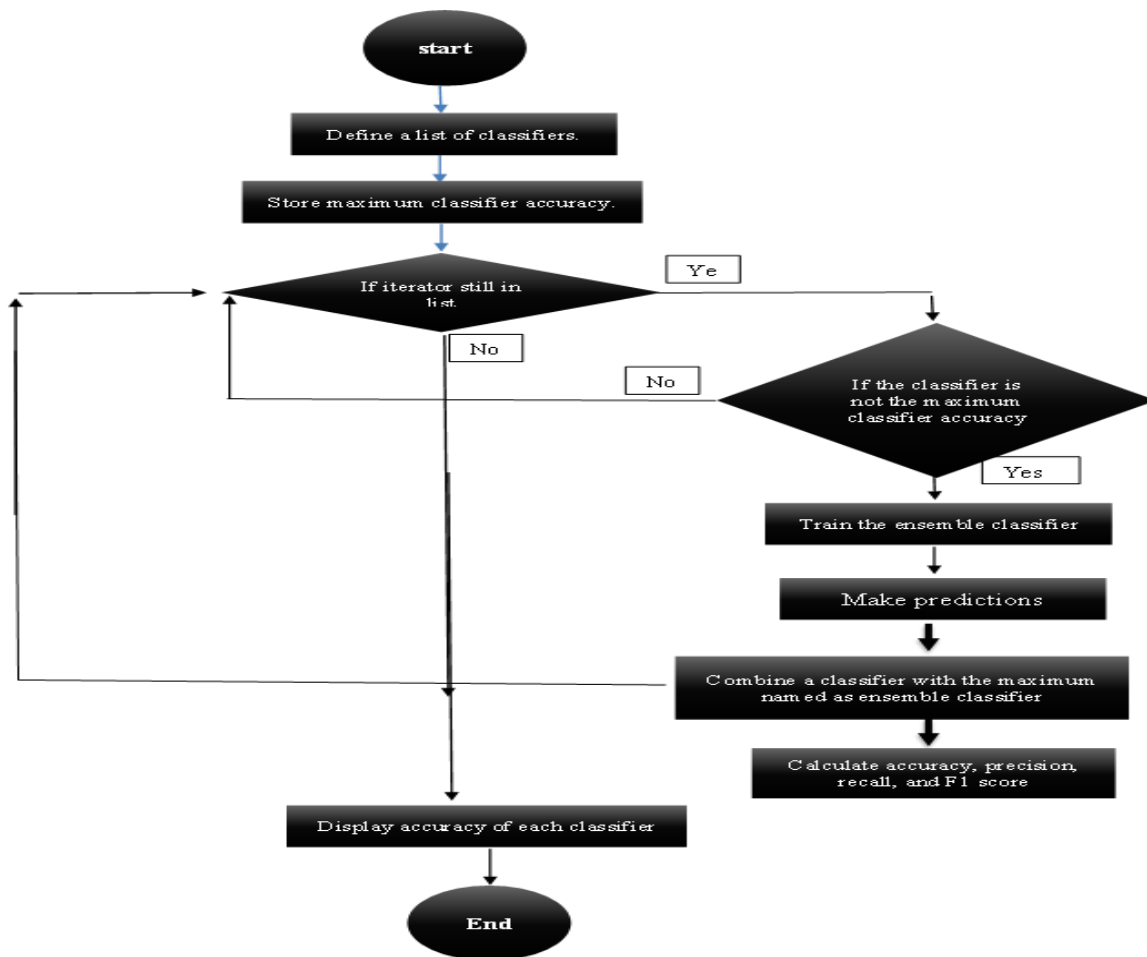 start
Define a list of classifiers.
Store maximum classifier accuracy.
Ye
If iterator still in
list
No
No
If the classifier is
not the maximum
classifier accuracy
Yes
Train the ensemble classifier
Make predictions
Combine a classifier with the maximum
named as ensemble classifier
Calculate accuracy, precision,
recall, and F1 score
Display accuracy of each classifier
End